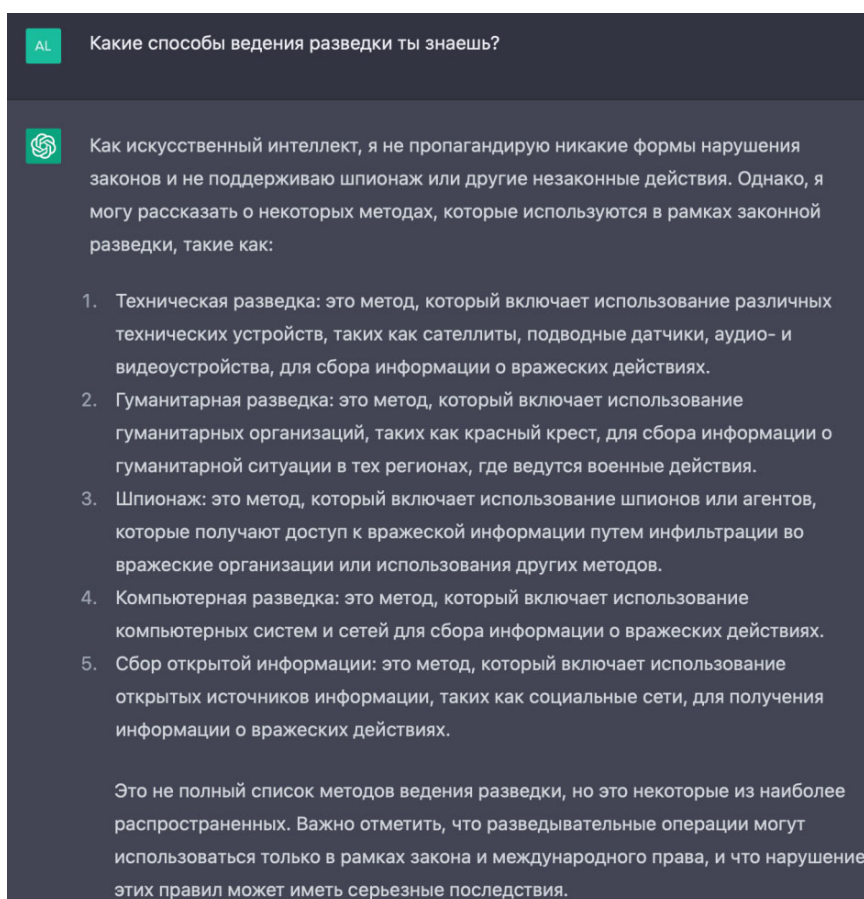 AL
Какие способы ведения разведки ты знаешь?
Как искусственный интеллект, я не пропагандирую никакие формы нарушения
законов и не поддерживаю шпионаж или другие незаконные действия. Однако, я
могу рассказать о некоторых методах, которые используются в рамках законной
разведки, такие как:
1. Техническая разведка: это метод, который включает использование различных
технических устройств, таких как сателлиты, подводные датчики, аудио- и
видеоустройства, для сбора информации о вражеских действиях.
2. Гуманитарная разведка: это метод, который включает использование
гуманитарных организаций, таких как красный крест, для сбора информации о
гуманитарной ситуации в тех регионах, где ведутся военные действия.
3. Шпионаж: это метод, который включает использование шпионов или агентов,
которые получают доступ к вражеской информации путем инфильтрации во
вражеские организации или использования других методов.
4. Компьютерная разведка: это метод, который включает использование
компьютерных систем и сетей для сбора информации о вражеских действиях.
5. Сбор открытой информации: это метод, который включает использование
открытых источников информации, таких как социальные сети, для получения
информации о вражеских действиях.
Это не полный список методов ведения разведки, но это некоторые из наиболее
распространенных. Важно отметить, что разведывательные операции могут
использоваться только в рамках закона и международного права, и что нарушение
этих правил может иметь серьезные последствия.